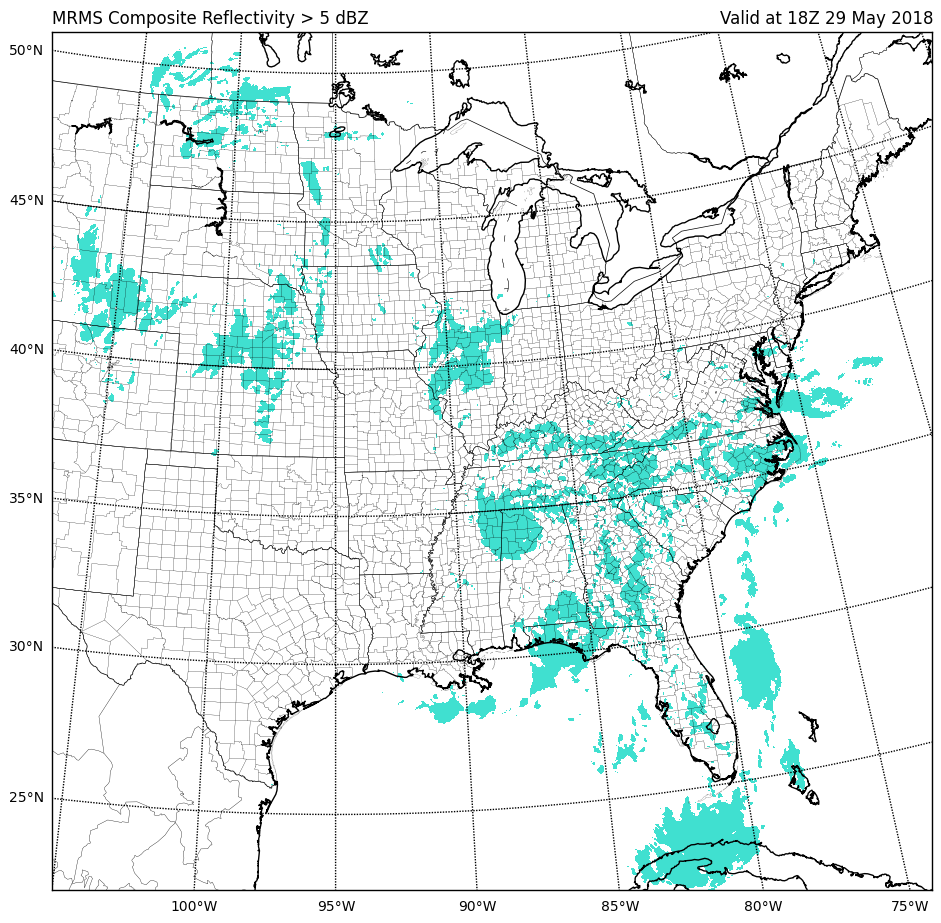 MRMS Composite Reflectivity > 5 dBZ
Valid at 18Z 29 May 2018
50°N
45°N
40°N
35°N
30°N
25°N
100°W
95°W
90°W
85°W
80°W
75°W